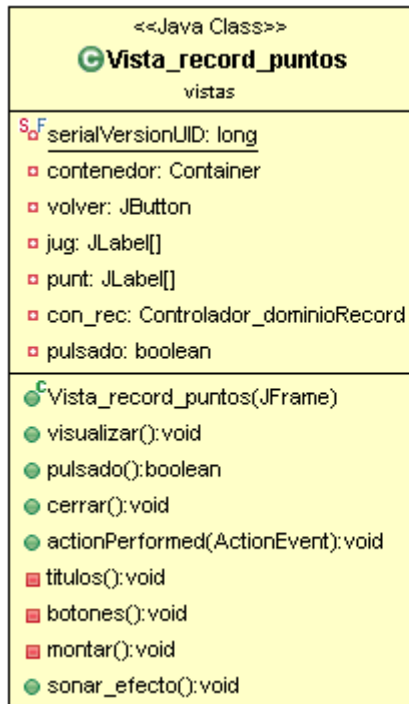 <<Java Class>>
C Vista_record_puntos
vistas
S F serialVersionUID: long
contenedor: Container
volver: JButton
jug: JLabel[]
punt: JLabel[]
con_rec: Controlador_dominioRecord
pulsado: boolean
C Vista_record_puntos(JFrame)
visualizar():void
pulsado():boolean
cerrar():void
actionPerformed(ActionEvent):void
titulos():void
botones():void
montar():void
sonar_efecto():void